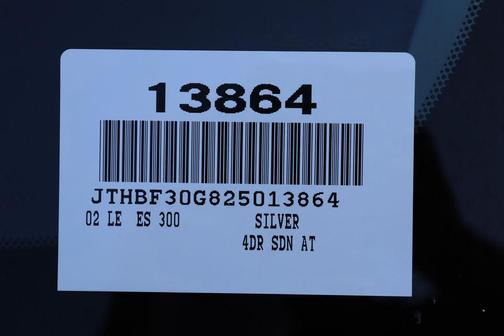 13864
JTHBF30G825013864
02 LE ES 300 SILVER
4DR SDN AT